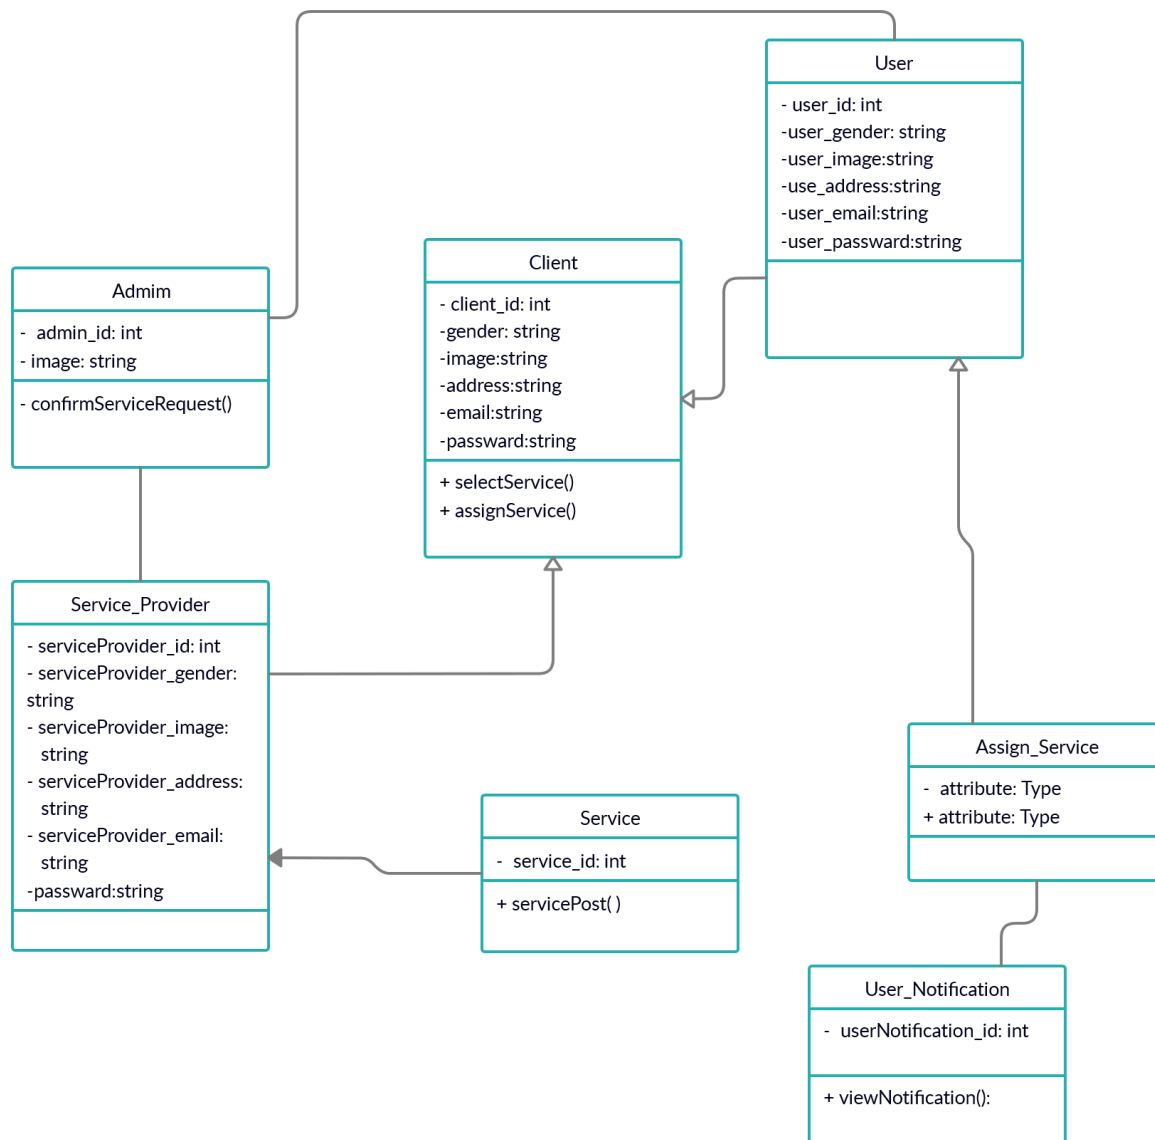 User
- user_id: int
-user_gender: string
-user_image:string
-use_address:string
-user_email:string
-user_passward:string
Client
- client_id: int
-gender: string
-image:string
-address:string
-email:string
-passward:string
+ selectService()
+ assignService()
Admim
-  admin_id: int
- image: string
- confirmServiceRequest()
Service_Provider
- serviceProvider_id: int
- serviceProvider_gender:
string
- serviceProvider_image:
string
- serviceProvider_address:
string
- serviceProvider_email:
string
-passward:string
Service
-  service_id: int
+ servicePost( )
Assign_Service
-  attribute: Type
+ attribute: Type
User_Notification
-  userNotification_id: int
+ viewNotification():